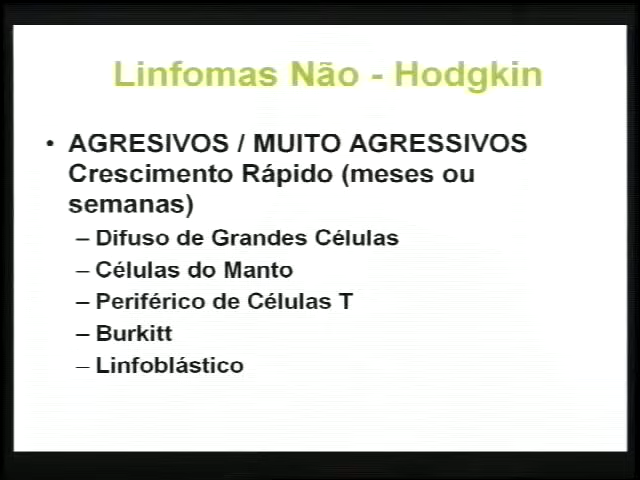 Linfomas Não - Hodgkin
• AGRESIVOS / MUITO AGRESSIVOS
Crescimento Rápido (meses ou
semanas)
– Difuso de Grandes Células
– Células do Manto
– Periférico de Células T
– Burkitt
– Linfoblástico